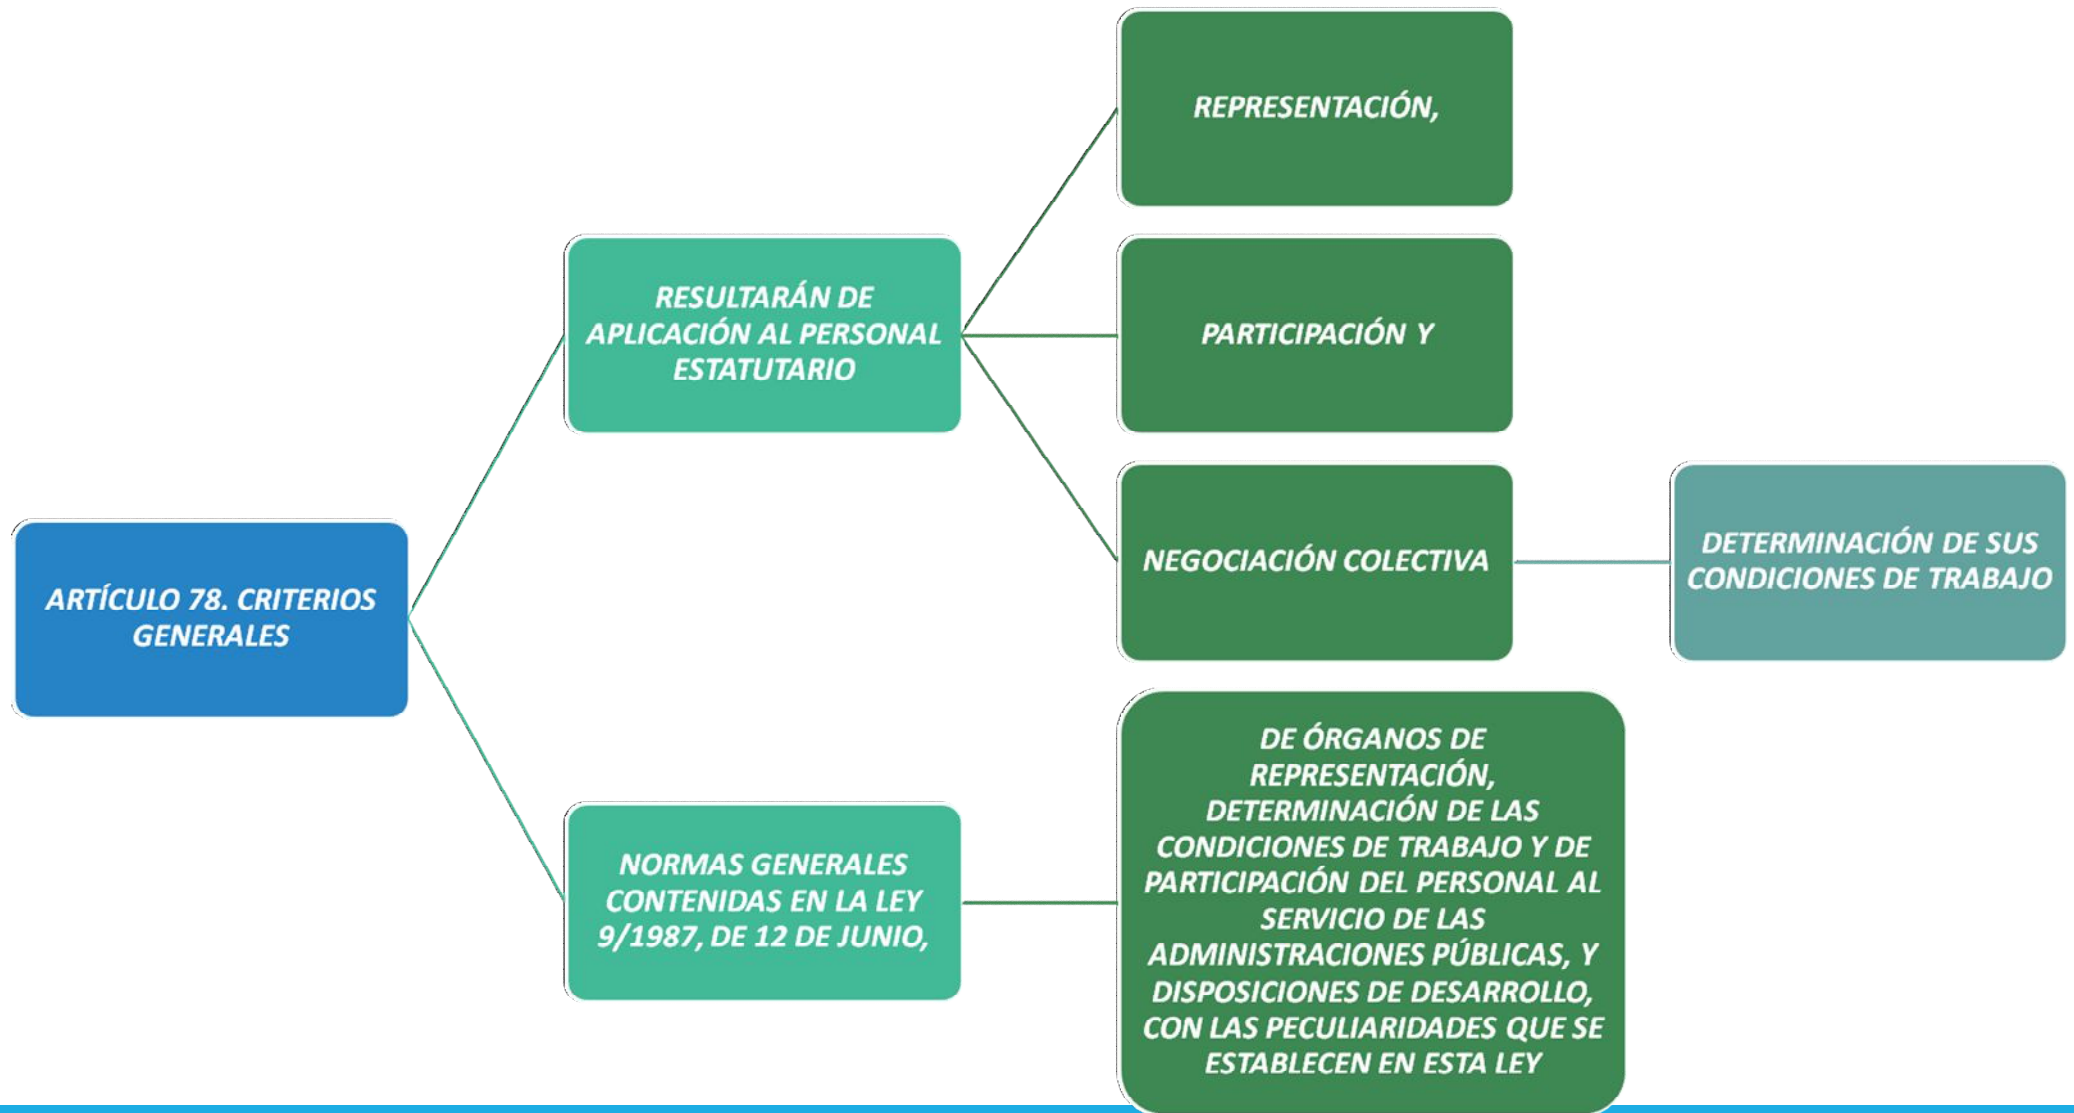 ARTÍCULO 78. CRITERIOS
GENERALES
RESULTARÁN DE
APLICACIÓN AL PERSONAL
ESTATUTARIO
REPRESENTACIÓN,
PARTICIPACIÓN Y
NEGOCIACIÓN COLECTIVA
DETERMINACIÓN DE SUS
CONDICIONES DE TRABAJO
NORMAS GENERALES
CONTENIDAS EN LA LEY
9/1987, DE 12 DE JUNIO,
DE ÓRGANOS DE
REPRESENTACIÓN,
DETERMINACIÓN DE LAS
CONDICIONES DE TRABAJO Y DE
PARTICIPACIÓN DEL PERSONAL AL
SERVICIO DE LAS
ADMINISTRACIONES PÚBLICAS, Y
DISPOSICIONES DE DESARROLLO,
CON LAS PECULIARIDADES QUE SE
ESTABLECEN EN ESTA LEY